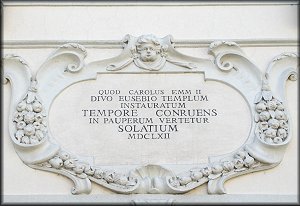 QUOD CAROLUS EMM II
DIVO EUSEBIO TEMPLUM
INSTAURATUM
TEMPORE CONRUENS
IN PAUPERUM VERTETUR
SOLATIUM
MDCLXII